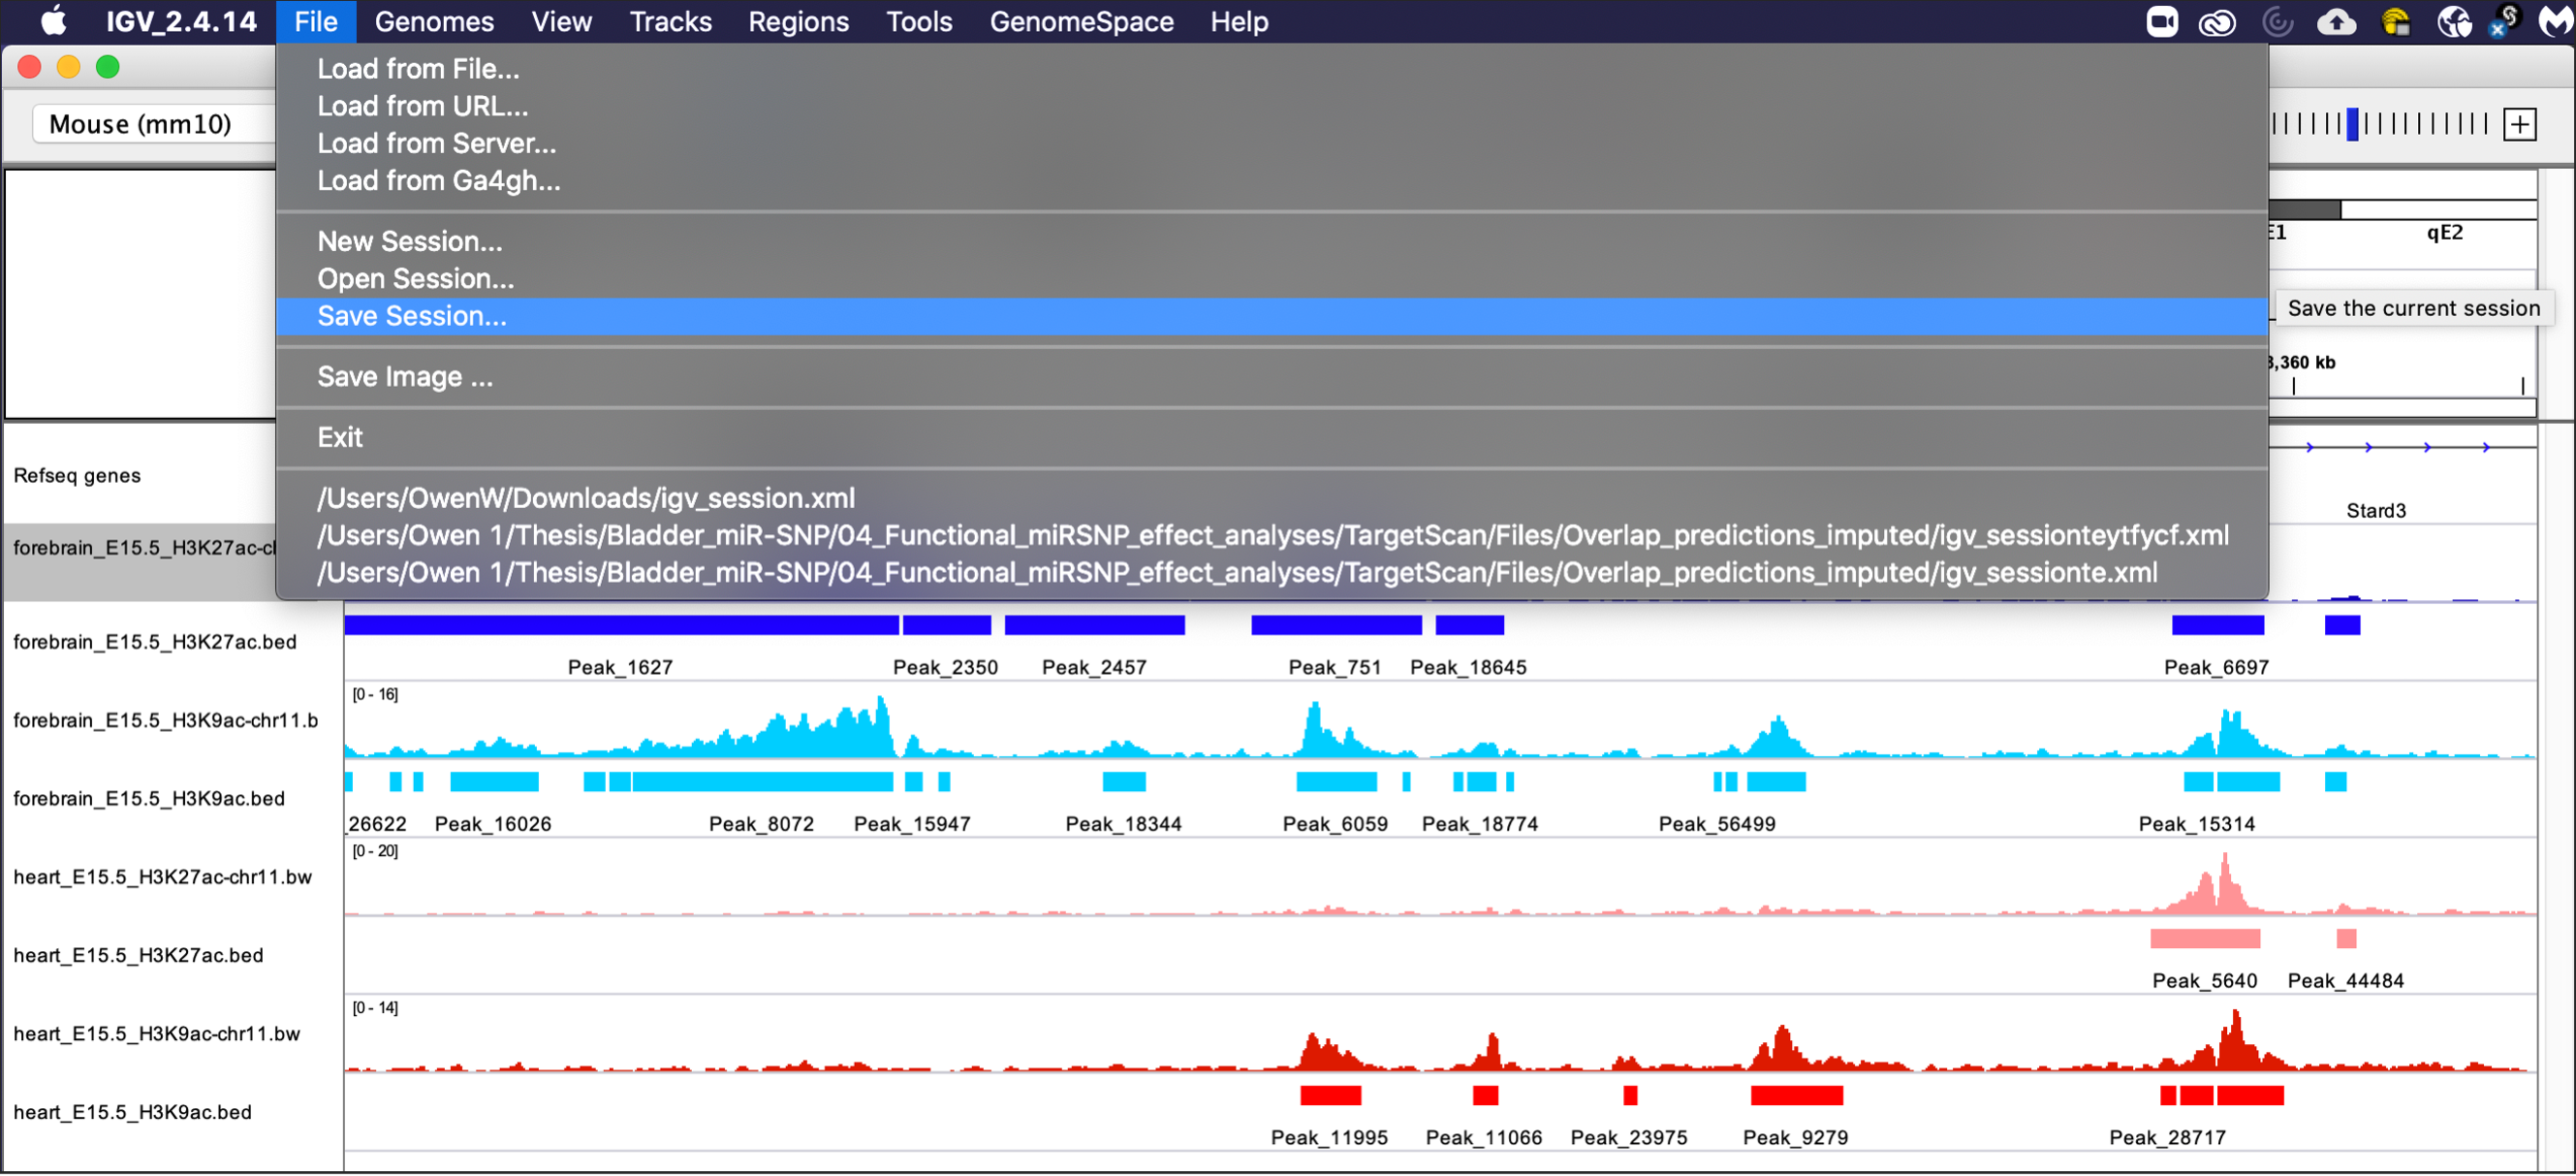 IGV_2.4.14 File Genomes View Tracks Regions Tools GenomeSpace Help
Mouse (mm10)
Load from File...
Load from URL...
Load from Server...
Load from Ga4gh...
New Session...
Open Session...
Save Session...
Save Image ...
Exit
/Users/OwenW/Downloads/igv_session.xml
/Users/Owen 1/Thesis/Bladder_miR-SNP/04_Functional_miRSNP_effect_analyses/TargetScan/Files/Overlap_predictions_imputed/igv_sessionteytfycf.xml
/Users/Owen 1/Thesis/Bladder_miR-SNP/04_Functional_miRSNP_effect_analyses/TargetScan/Files/Overlap_predictions_imputed/igv_sessionte.xml
E1 qE2
Save the current session
3,360 kb
Refseq genes
Stard3
forebrain_E15.5_H3K27ac-cl
forebrain_E15.5_H3K27ac.bed
Peak_1627 Peak_2350 Peak_2457 Peak_751 Peak_18645 Peak_6697
[0 - 16]
forebrain_E15.5_H3K9ac-chr11.b
forebrain_E15.5_H3K9ac.bed
_26622 Peak_16026 Peak_8072 Peak_15947 Peak_18344 Peak_6059 Peak_18774 Peak_56499 Peak_15314
[0 - 20]
heart_E15.5_H3K27ac-chr11.bw
heart_E15.5_H3K27ac.bed
Peak_5640 Peak_44484
[0 - 14]
heart_E15.5_H3K9ac-chr11.bw
heart_E15.5_H3K9ac.bed
Peak_11995 Peak_11066 Peak_23975 Peak_9279 Peak_28717